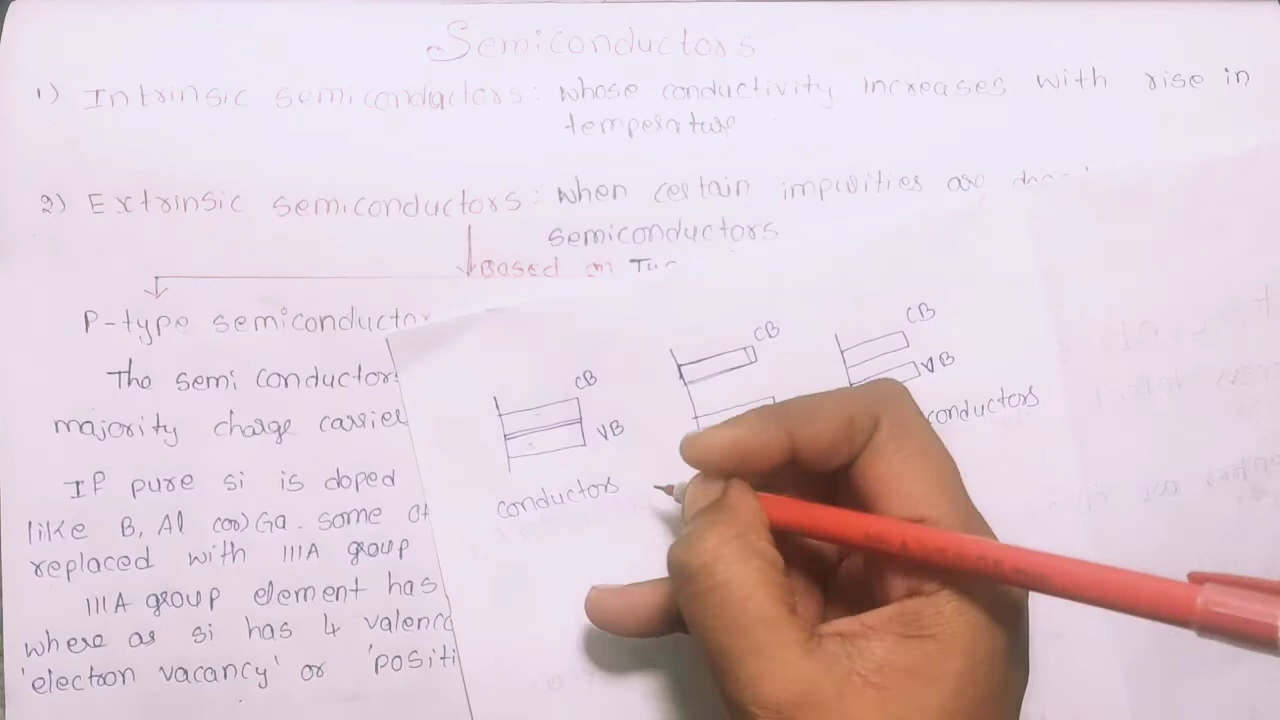 Semiconductors
1) Intrinsic semiconductors: whose conductivity increases with rise in
temperature
2) Extrinsic semiconductors: when certain impurities are
semiconductors
Based on
P-type semiconductor
The semi conductors
majority charge carrier
If pure si is doped
like B, Al (or) Ga. some of
replaced with IIIA group
IIIA group element has
where as si has 4 valenc
'electron vacancy' or 'positi
CB
VB
conductors
CB
CB
VB
conductors